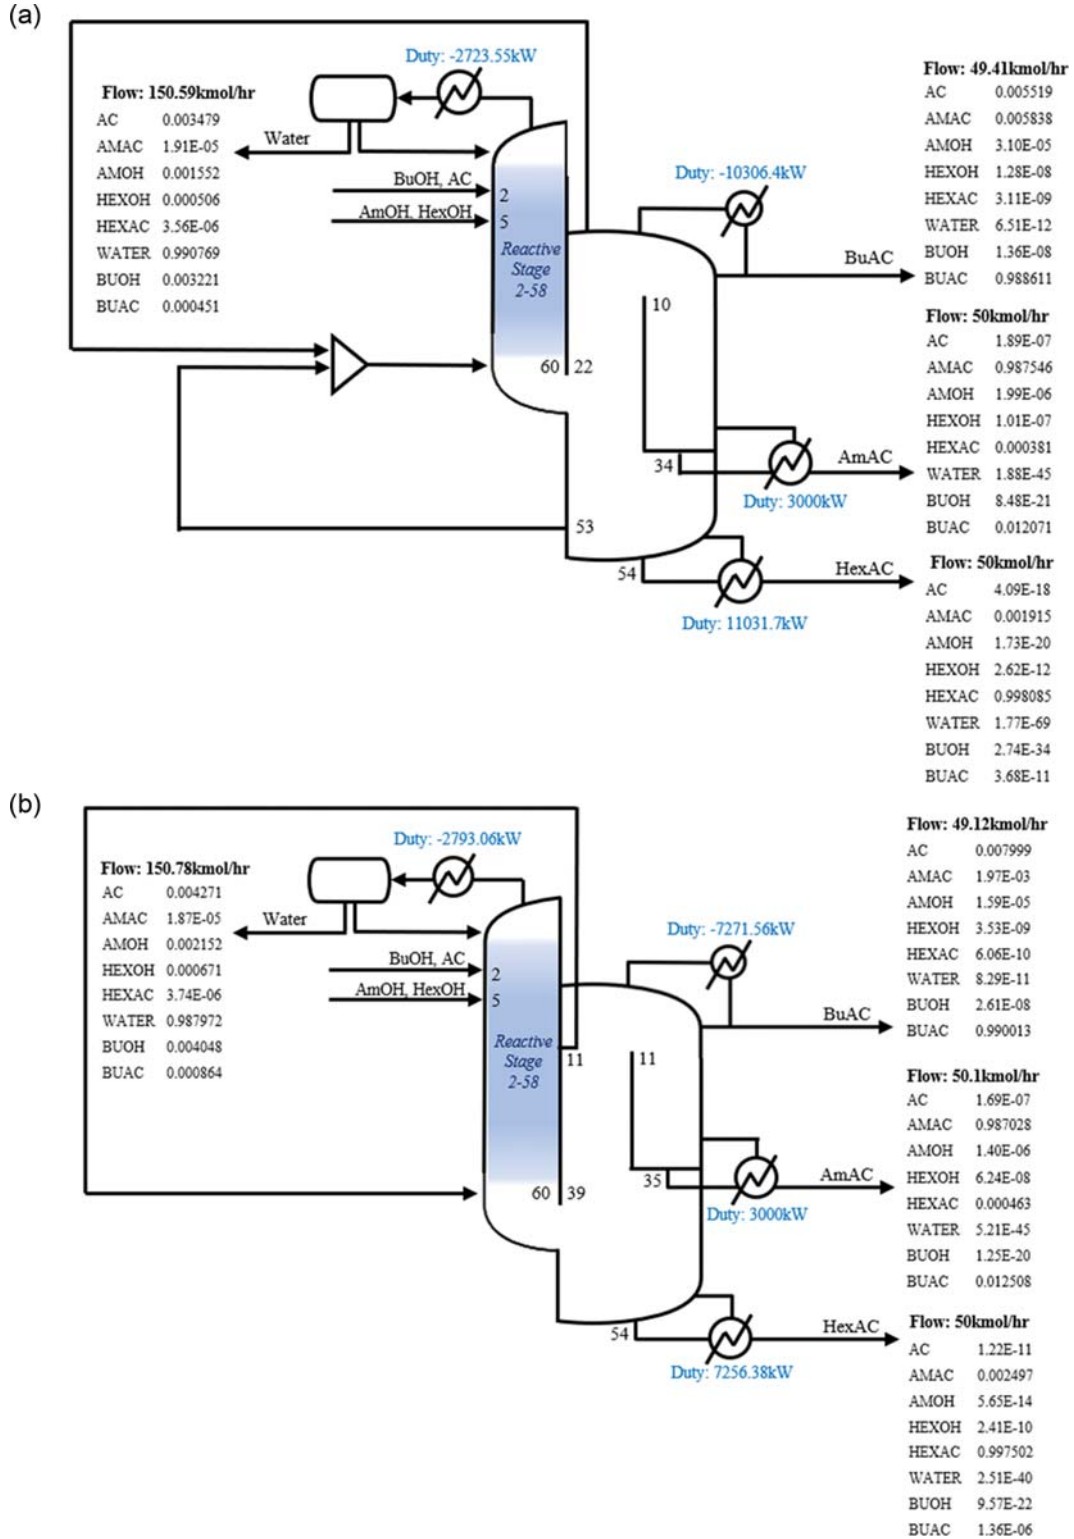 (a)
Duty: -2723.55kW
Flow: 150.59kmol/hr
AC 0.003479
AMAC 1.91E-05
AMOH 0.001552
HEXOH 0.000506
HEXAC 3.56E-06
WATER 0.990769
BUOH 0.003221
BUAC 0.000451
Water
BuOH, AC
2
AmOH, HexOH
5
Reactive
Stage
2-58
60
22
Duty: -10306.4kW
BuAC
10
34
AmAC
Duty: 3000kW
53
54
HexAC
Duty: 11031.7kW
Flow: 49.41kmol/hr
AC 0.005519
AMAC 0.005838
AMOH 3.10E-05
HEXOH 1.28E-08
HEXAC 3.11E-09
WATER 6.51E-12
BUOH 1.36E-08
BUAC 0.988611
Flow: 50kmol/hr
AC 1.89E-07
AMAC 0.987546
AMOH 1.99E-06
HEXOH 1.01E-07
HEXAC 0.000381
WATER 1.88E-45
BUOH 8.48E-21
BUAC 0.012071
Flow: 50kmol/hr
AC 4.09E-18
AMAC 0.001915
AMOH 1.73E-20
HEXOH 2.62E-12
HEXAC 0.998085
WATER 1.77E-69
BUOH 2.74E-34
BUAC 3.68E-11
(b)
Duty: -2793.06kW
Flow: 150.78kmol/hr
AC 0.004271
AMAC 1.87E-05
AMOH 0.002152
HEXOH 0.000671
HEXAC 3.74E-06
WATER 0.987972
BUOH 0.004048
BUAC 0.000864
Water
BuOH, AC
2
AmOH, HexOH
5
Reactive
Stage
2-58
11
60
39
Duty: -7271.56kW
BuAC
11
35
AmAC
Duty: 3000kW
54
HexAC
Duty: 7256.38kW
Flow: 49.12kmol/hr
AC 0.007999
AMAC 1.97E-03
AMOH 1.59E-05
HEXOH 3.53E-09
HEXAC 6.06E-10
WATER 8.29E-11
BUOH 2.61E-08
BUAC 0.990013
Flow: 50.1kmol/hr
AC 1.69E-07
AMAC 0.987028
AMOH 1.40E-06
HEXOH 6.24E-08
HEXAC 0.000463
WATER 5.21E-45
BUOH 1.25E-20
BUAC 0.012508
Flow: 50kmol/hr
AC 1.22E-11
AMAC 0.002497
AMOH 5.65E-14
HEXOH 2.41E-10
HEXAC 0.997502
WATER 2.51E-40
BUOH 9.57E-22
BUAC 1.36E-06